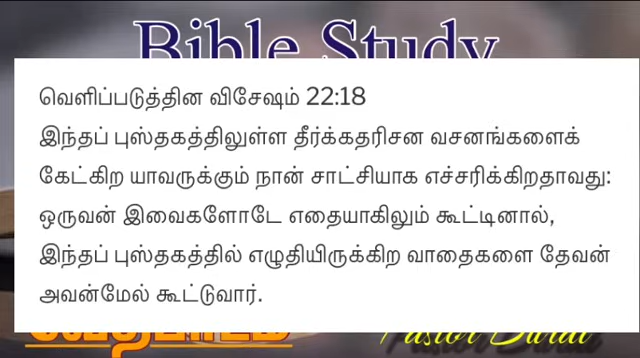 Bible Study
வெளிப்படுத்தின விசேஷம் 22:18
இந்தப் புஸ்தகத்திலுள்ள தீர்க்கதரிசன வசனங்களைக்
கேட்கிற யாவருக்கும் நான் சாட்சியாக எச்சரிக்கிறதாவது:
ஒருவன் இவைகளோடே எதையாகிலும் கூட்டினால்,
இந்தப் புஸ்தகத்தில் எழுதியிருக்கிற வாதைகளை தேவன்
அவன்மேல் கூட்டுவார்.
Pastor